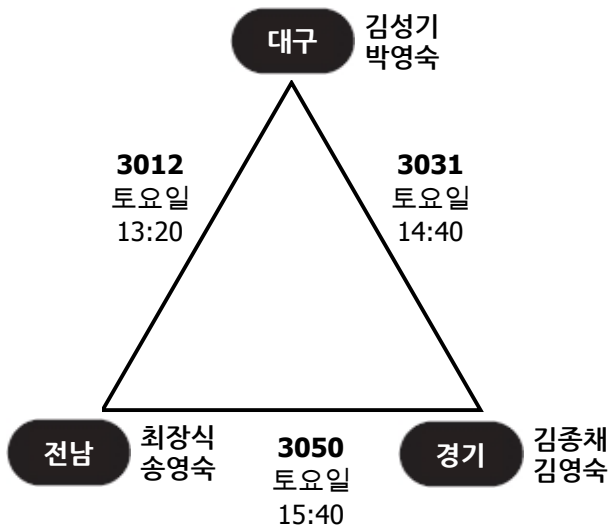 대구
김성기
박영숙
3012
토요일
13:20
3031
토요일
14:40
전남
최장식
송영숙
3050
토요일
15:40
경기
김종채
김영숙